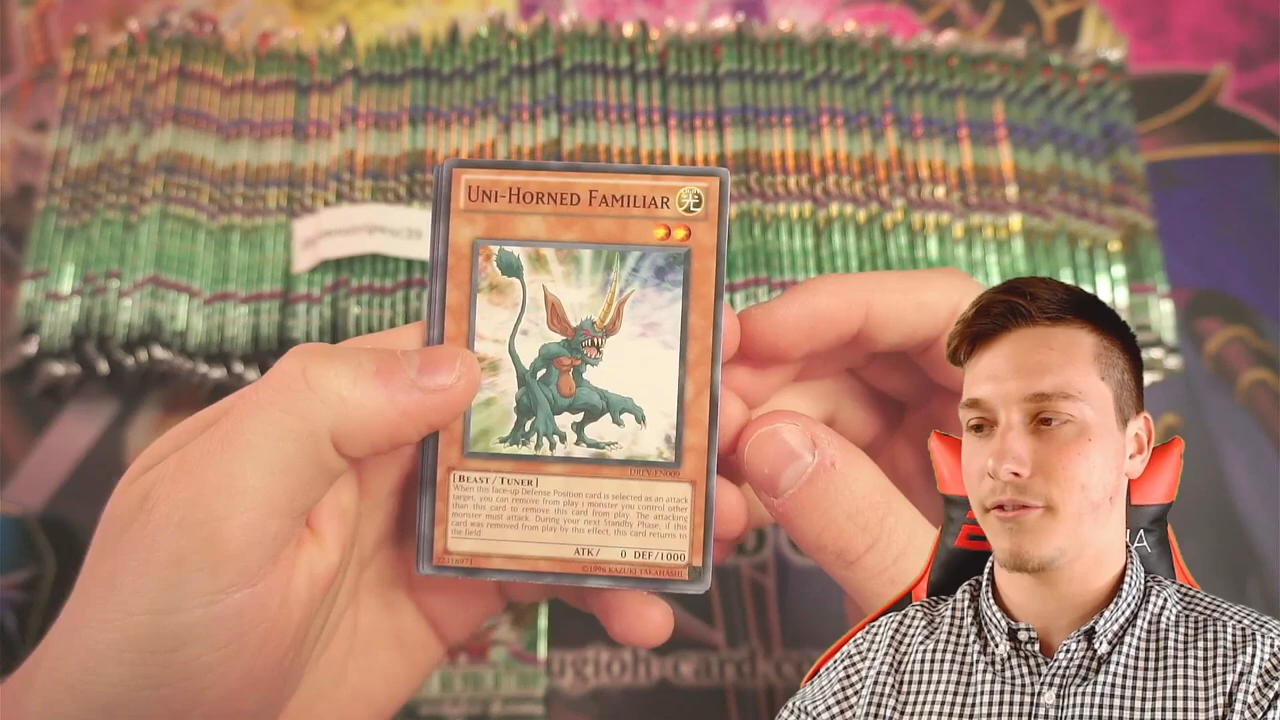 UNI-HORNED FAMILIAR
光
DREV-EN009
[BEAST/TUNER]
When this face-up Defense Position card is selected as an attack
target, you can remove from play 1 monster you control other
than this card to remove this card from play. The attacking
monster must attack. During your next Standby Phase, if this
card was removed from play by this effect, this card returns to
the field.
ATK/ 0 DEF/1000
©1996 KAZUKI TAKAHASHI